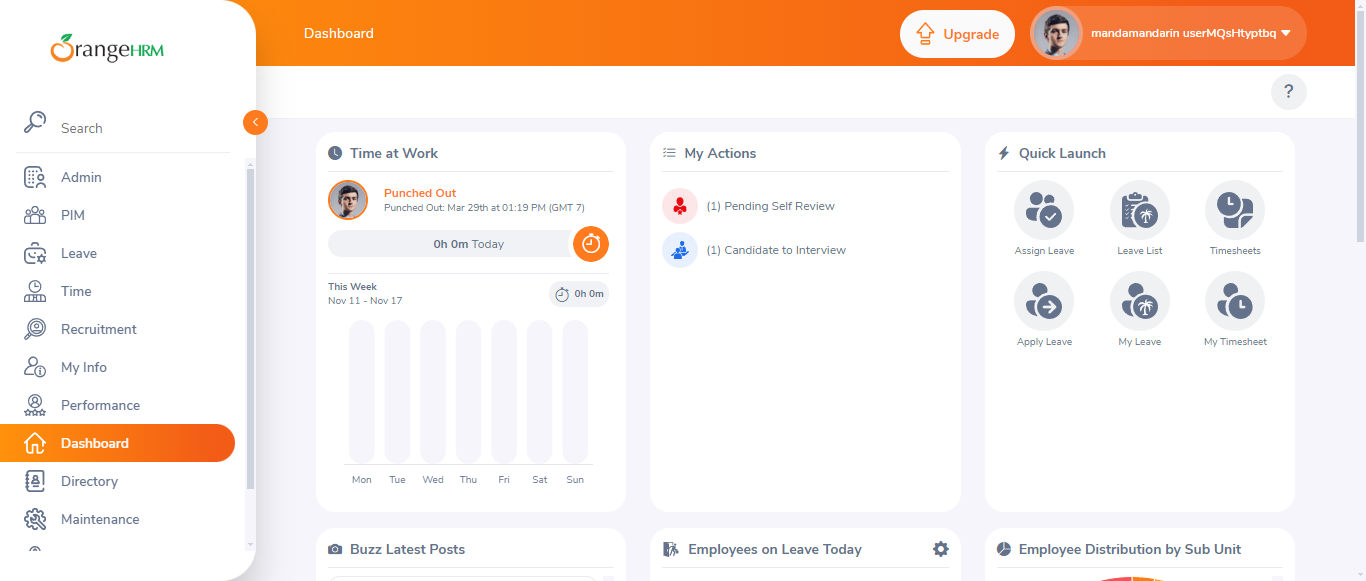 OrangeHRM
Dashboard
Upgrade
mandamandarin userMQsHtyptbq
?
Search
Admin
PIM
Leave
Time
Recruitment
My Info
Performance
Dashboard
Directory
Maintenance
Time at Work
Punched Out
Punched Out: Mar 29th at 01:19 PM (GMT 7)
0h 0m Today
This Week
Nov 11 - Nov 17
0h 0m
Mon Tue Wed Thu Fri Sat Sun
My Actions
(1) Pending Self Review
(1) Candidate to Interview
Quick Launch
Assign Leave
Leave List
Timesheets
Apply Leave
My Leave
My Timesheet
Buzz Latest Posts
Employees on Leave Today
Employee Distribution by Sub Unit